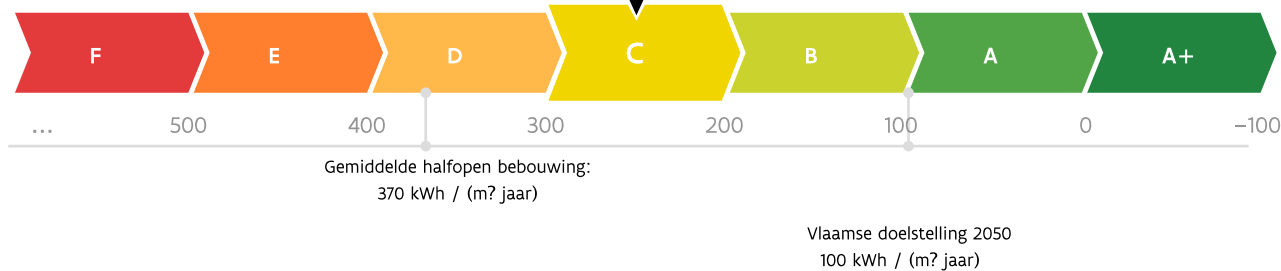 F E D C B A A+
... 500 400 300 200 100 0 –100
Gemiddelde halfopen bebouwing:
370 kWh / (m? jaar)
Vlaamse doelstelling 2050
100 kWh / (m? jaar)